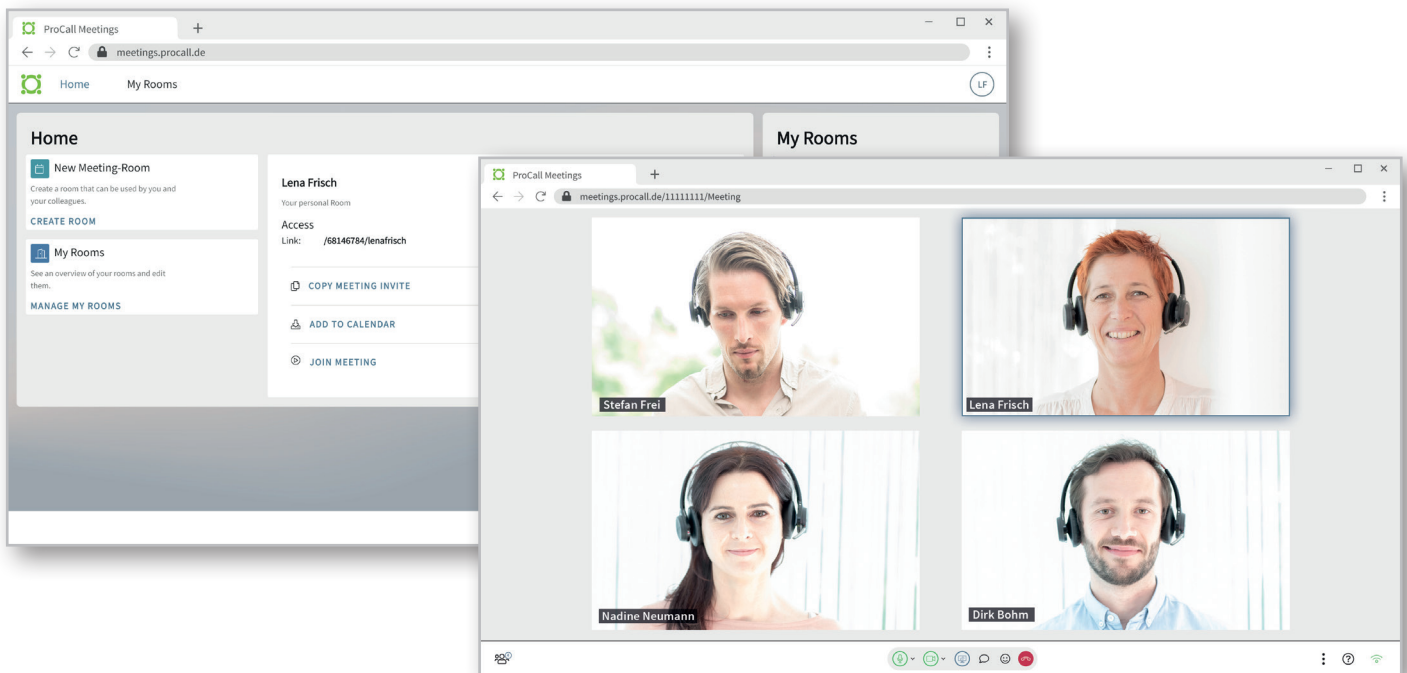 ProCall Meetings
meetings.procall.de
Home
My Rooms
LF
Home
New Meeting-Room
Create a room that can be used by you and
your colleagues.
CREATE ROOM
My Rooms
See an overview of your rooms and edit
them.
MANAGE MY ROOMS
Lena Frisch
Your personal Room
Access
Link: /68146784/lenafrisch
COPY MEETING INVITE
ADD TO CALENDAR
JOIN MEETING
My Rooms
ProCall Meetings
meetings.procall.de/11111111/Meeting
Stefan Frei
Lena Frisch
Nadine Neumann
Dirk Bohm